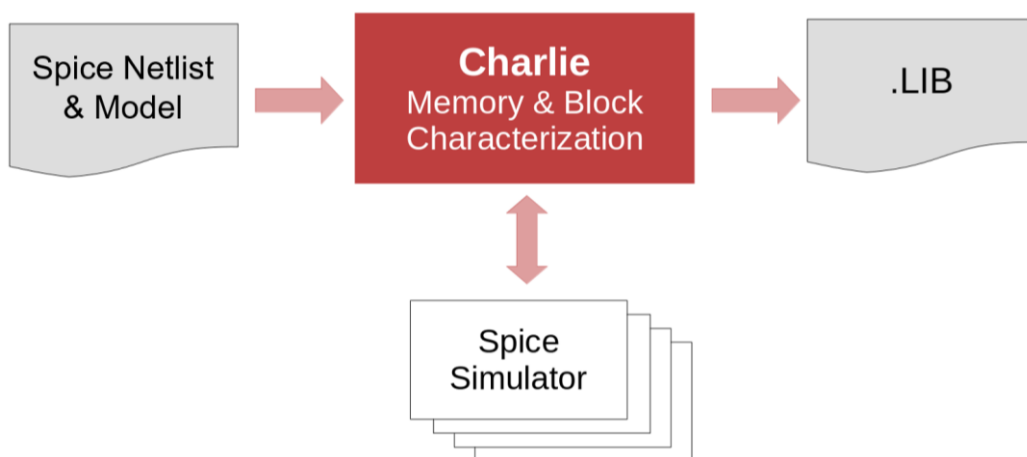 Spice Netlist
& Model
Charlie
Memory & Block
Characterization
.LIB
Spice
Simulator